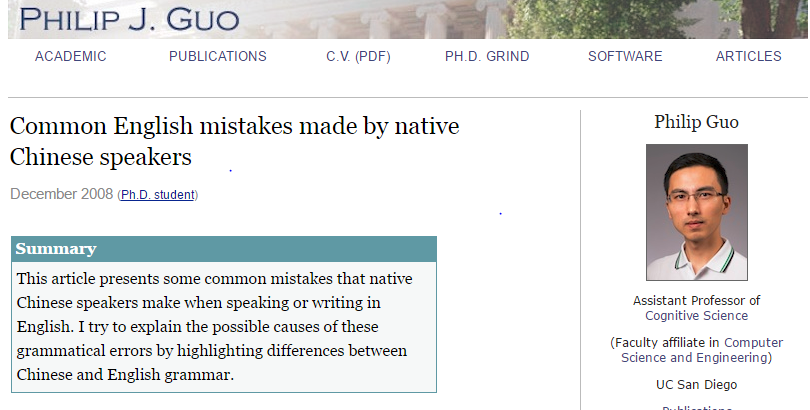 PHILIP J. GUO
ACADEMIC PUBLICATIONS C.V. (PDF) PH.D. GRIND SOFTWARE ARTICLES
Common English mistakes made by native
Chinese speakers
December 2008 (Ph.D. student)
Summary
This article presents some common mistakes that native
Chinese speakers make when speaking or writing in
English. I try to explain the possible causes of these
grammatical errors by highlighting differences between
Chinese and English grammar.
Philip Guo
Assistant Professor of
Cognitive Science
(Faculty affiliate in Computer
Science and Engineering)
UC San Diego
Publications